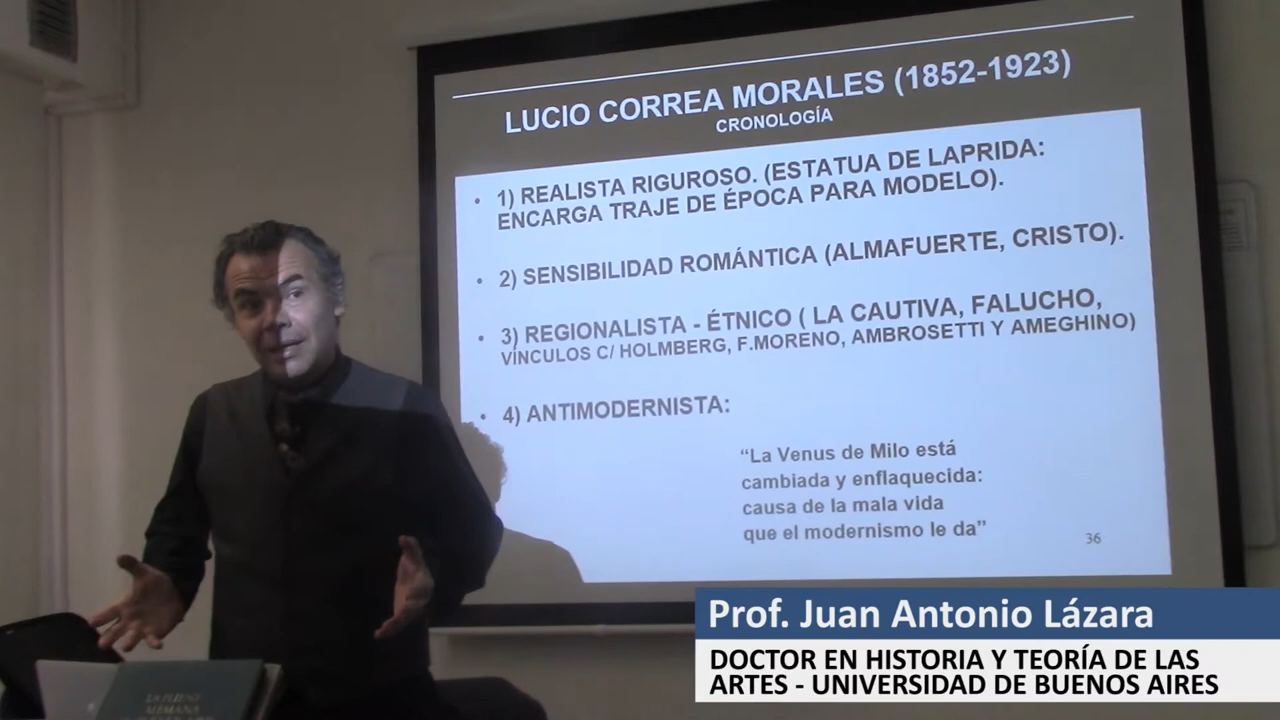 LUCIO CORREA MORALES (1852-1923)
CRONOLOGÍA
• 1) REALISTA RIGUROSO. (ESTATUA DE LAPRIDA:
ENCARGA TRAJE DE ÉPOCA PARA MODELO).
• 2) SENSIBILIDAD ROMÁNTICA (ALMAFUERTE, CRISTO).
• 3) REGIONALISTA - ÉTNICO ( LA CAUTIVA, FALUCHO,
VÍNCULOS C/ HOLMBERG, F.MORENO, AMBROSETTI Y AMEGHINO)
• 4) ANTIMODERNISTA:
“La Venus de Milo está
cambiada y enflaquecida:
causa de la mala vida
que el modernismo le da”
36
Prof. Juan Antonio Lázara
DOCTOR EN HISTORIA Y TEORÍA DE LAS
ARTES - UNIVERSIDAD DE BUENOS AIRES
ALEMANA